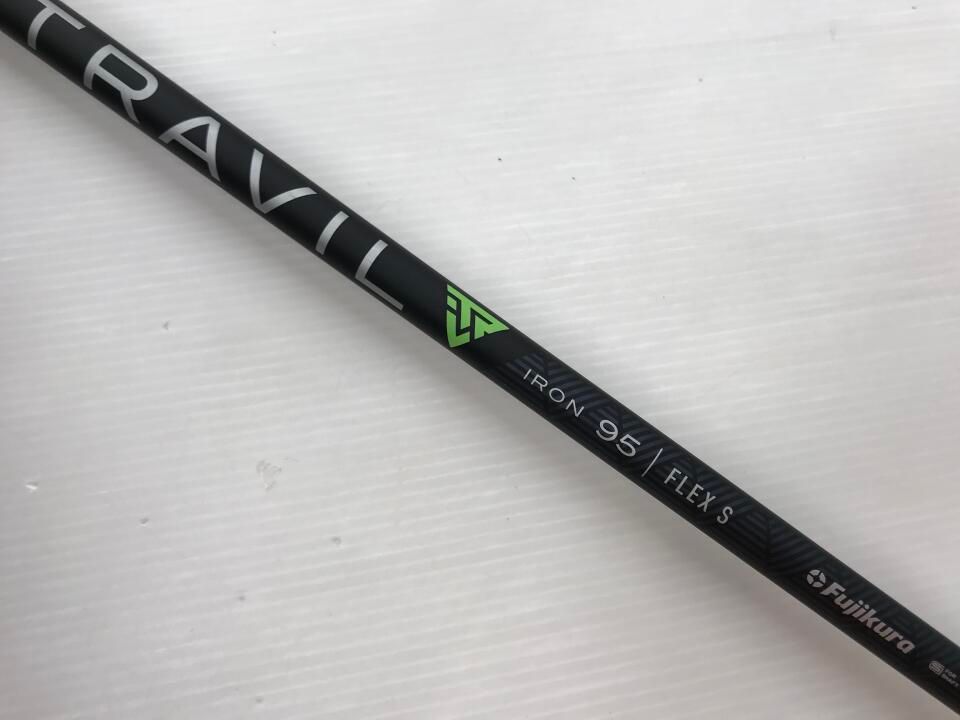 TRAVIL
IRON 95 | FLEX S
Fujikura